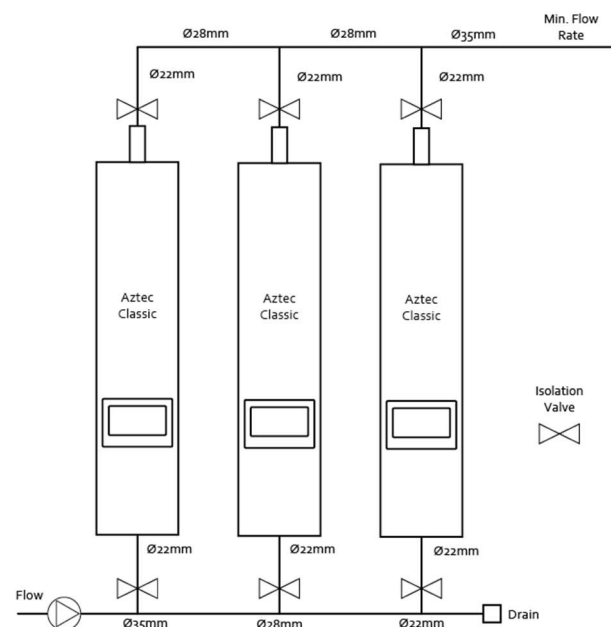 Min. Flow
Rate
Ø28mm
Ø28mm
Ø35mm
Ø22mm
Ø22mm
Ø22mm
Aztec
Classic
Aztec
Classic
Aztec
Classic
Isolation
Valve
Ø22mm
Ø22mm
Ø22mm
Flow
Ø35mm
Ø28mm
Ø22mm
Drain